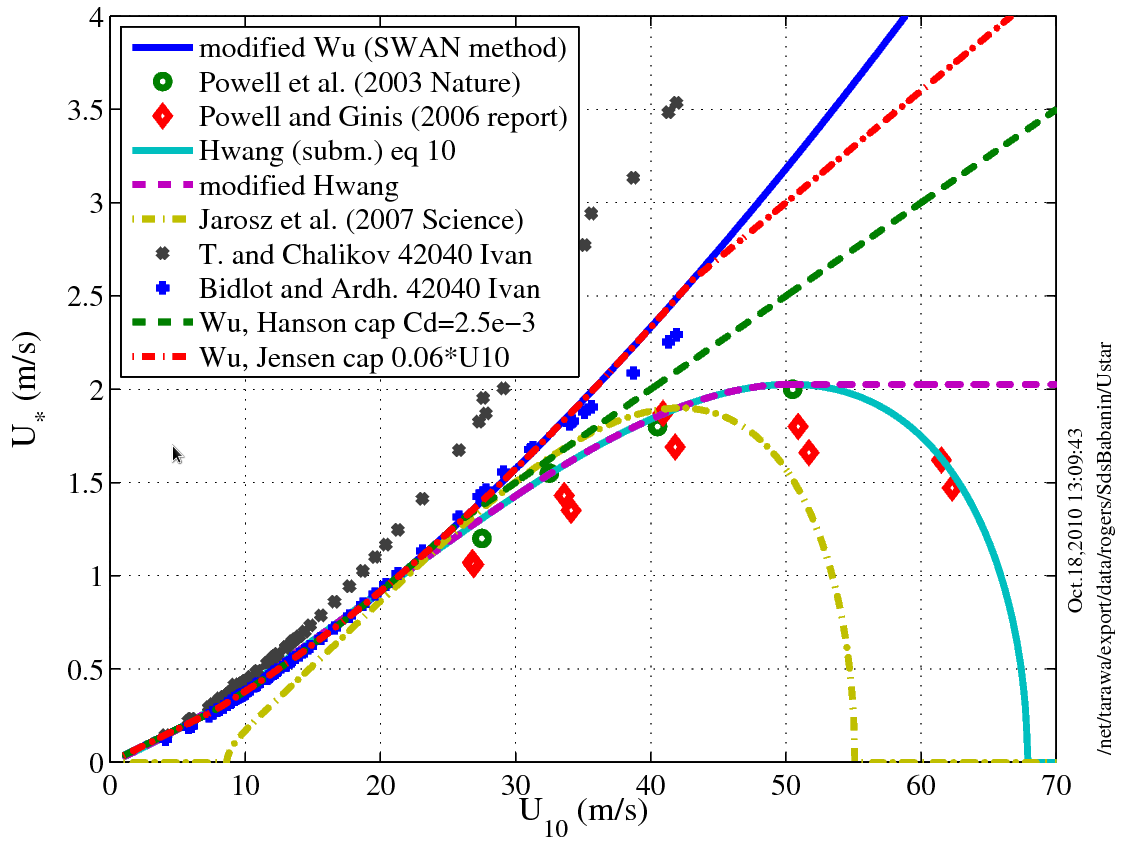 4
3.5
3
2.5
2
1.5
1
0.5
0
0
10
20
30
40
50
60
70
U* (m/s)
U10 (m/s)
modified Wu (SWAN method)
Powell et al. (2003 Nature)
Powell and Ginis (2006 report)
Hwang (subm.) eq 10
modified Hwang
Jarosz et al. (2007 Science)
T. and Chalikov 42040 Ivan
Bidlot and Ardh. 42040 Ivan
Wu, Hanson cap Cd=2.5e−3
Wu, Jensen cap 0.06*U10
Oct.18,2010 13:09:43
/net/tarawa/export/data/rogers/SdsBabanin/Ustar